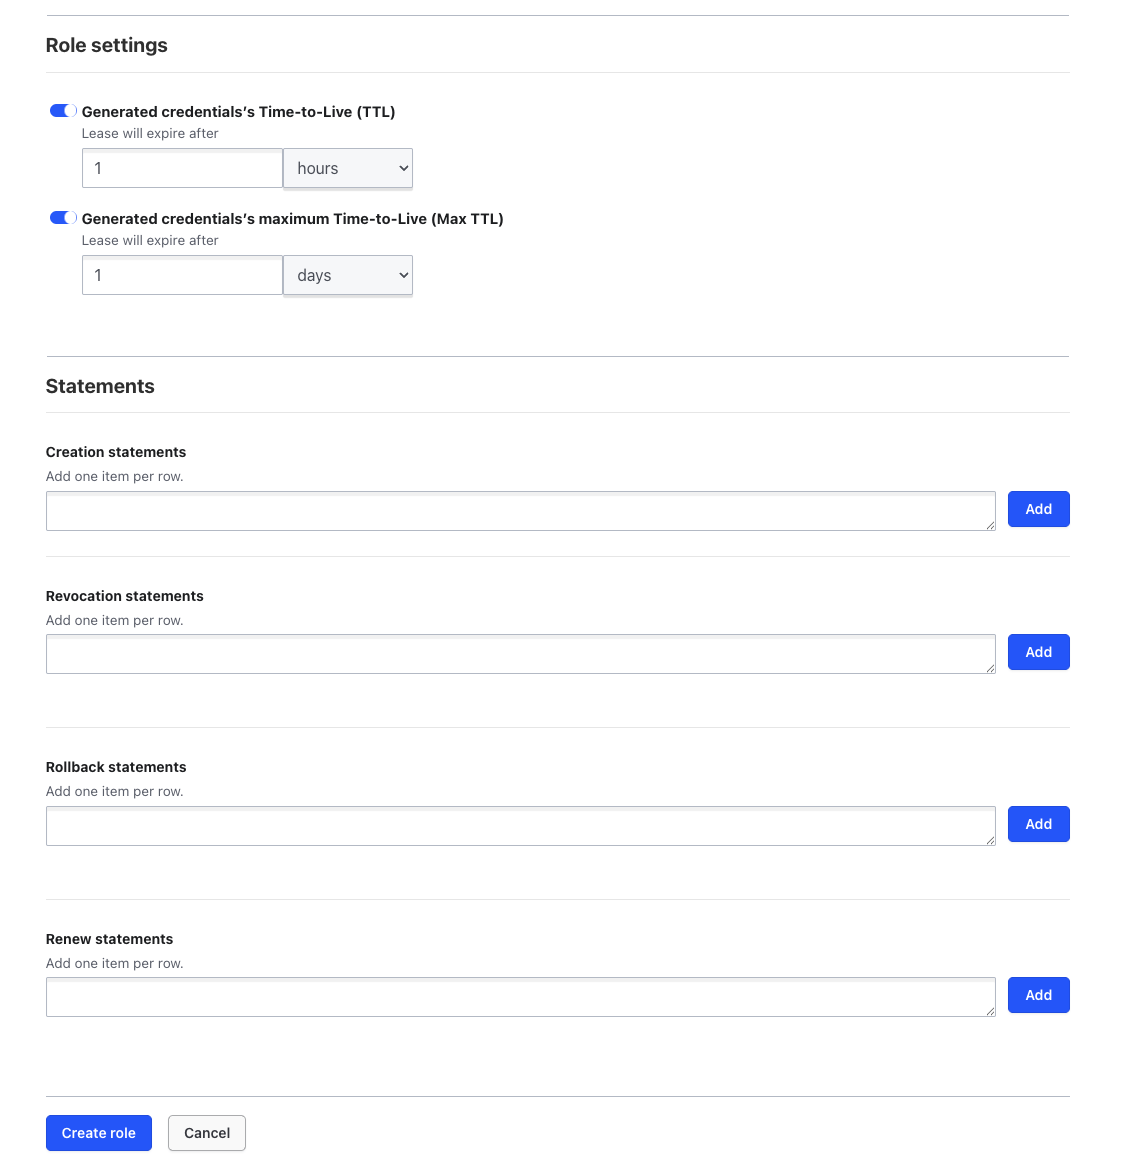 Role settings
Generated credentials’s Time-to-Live (TTL)
Lease will expire after
1 hours
Generated credentials’s maximum Time-to-Live (Max TTL)
Lease will expire after
1 days
Statements
Creation statements
Add one item per row.
Add
Revocation statements
Add one item per row.
Add
Rollback statements
Add one item per row.
Add
Renew statements
Add one item per row.
Add
Create role Cancel